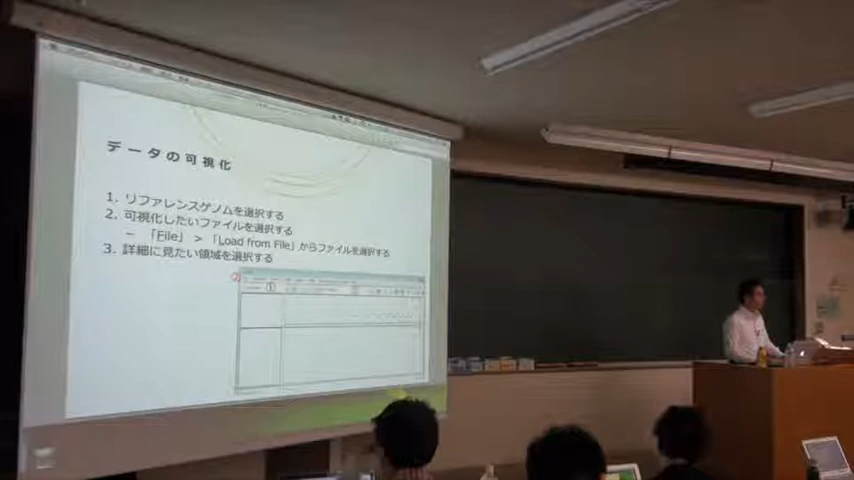 データの可視化
1. リファレンスゲノムを選択する
2. 可視化したいファイルを選択する
– 「File」 > 「Load from File」からファイルを選択する
3. 詳細に見たい領域を選択する
②
①